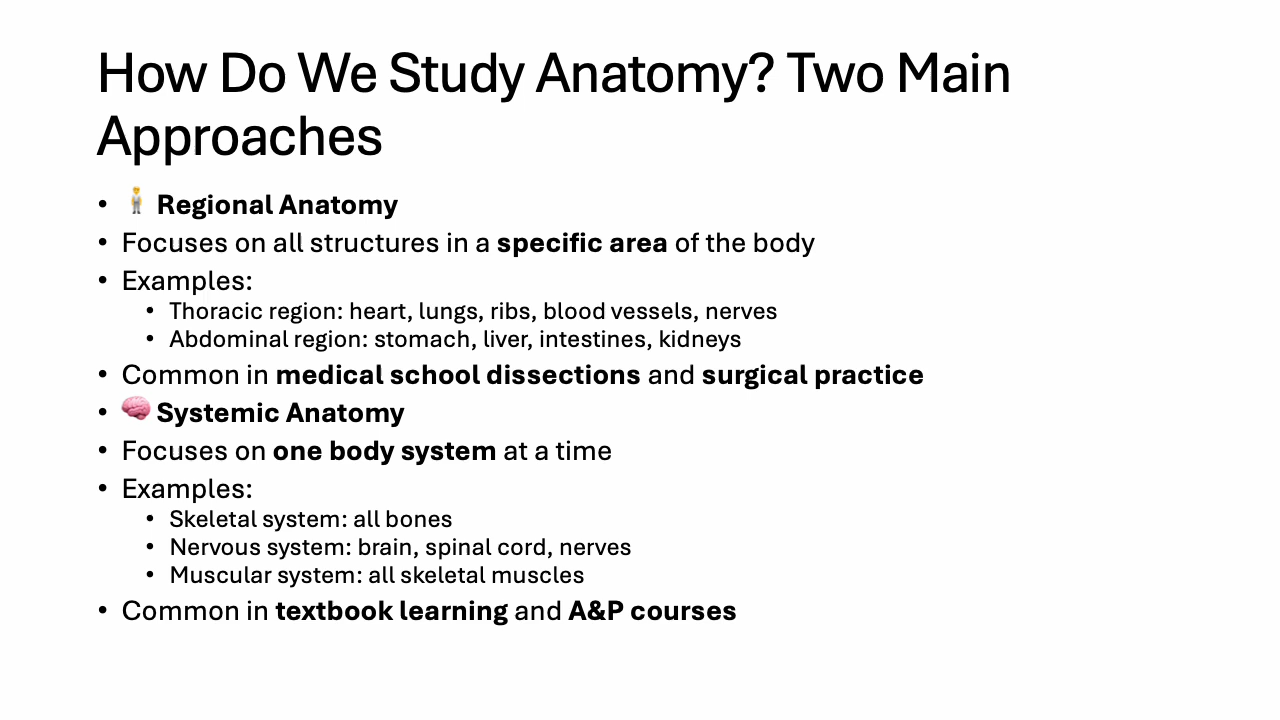 How Do We Study Anatomy? Two Main
Approaches
• 🧍 Regional Anatomy
• Focuses on all structures in a specific area of the body
• Examples:
• Thoracic region: heart, lungs, ribs, blood vessels, nerves
• Abdominal region: stomach, liver, intestines, kidneys
• Common in medical school dissections and surgical practice
• 🧠 Systemic Anatomy
• Focuses on one body system at a time
• Examples:
• Skeletal system: all bones
• Nervous system: brain, spinal cord, nerves
• Muscular system: all skeletal muscles
• Common in textbook learning and A&P courses